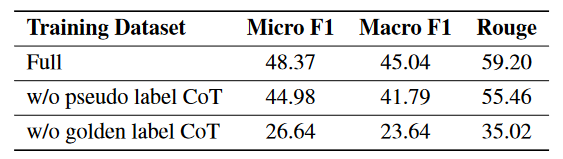 Training Dataset Micro F1 Macro F1 Rouge
Full 48.37 45.04 59.20
w/o pseudo label CoT 44.98 41.79 55.46
w/o golden label CoT 26.64 23.64 35.02